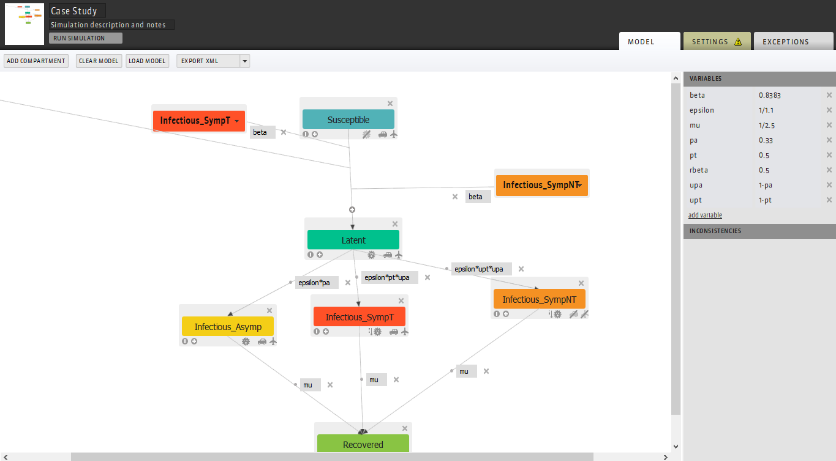 Case Study
Simulation description and notes
RUN SIMULATION
MODEL
SETTINGS
EXCEPTIONS
ADD COMPARTMENT
CLEAR MODEL
LOAD MODEL
EXPORT XML
VARIABLES
beta 0.8383
epsilon 1/1.1
mu 1/2.5
pa 0.33
pt 0.5
rbeta 0.5
upa 1-pa
upt 1-pt
add variable
INCONSISTENCIES
Infectious_SympT
beta
Susceptible
Infectious_SympNT
beta
Latent
epsilon*pa
epsilon*pt*upa
epsilon*upt*upa
Infectious_Asymp
Infectious_SympT
Infectious_SympNT
mu
mu
mu
Recovered